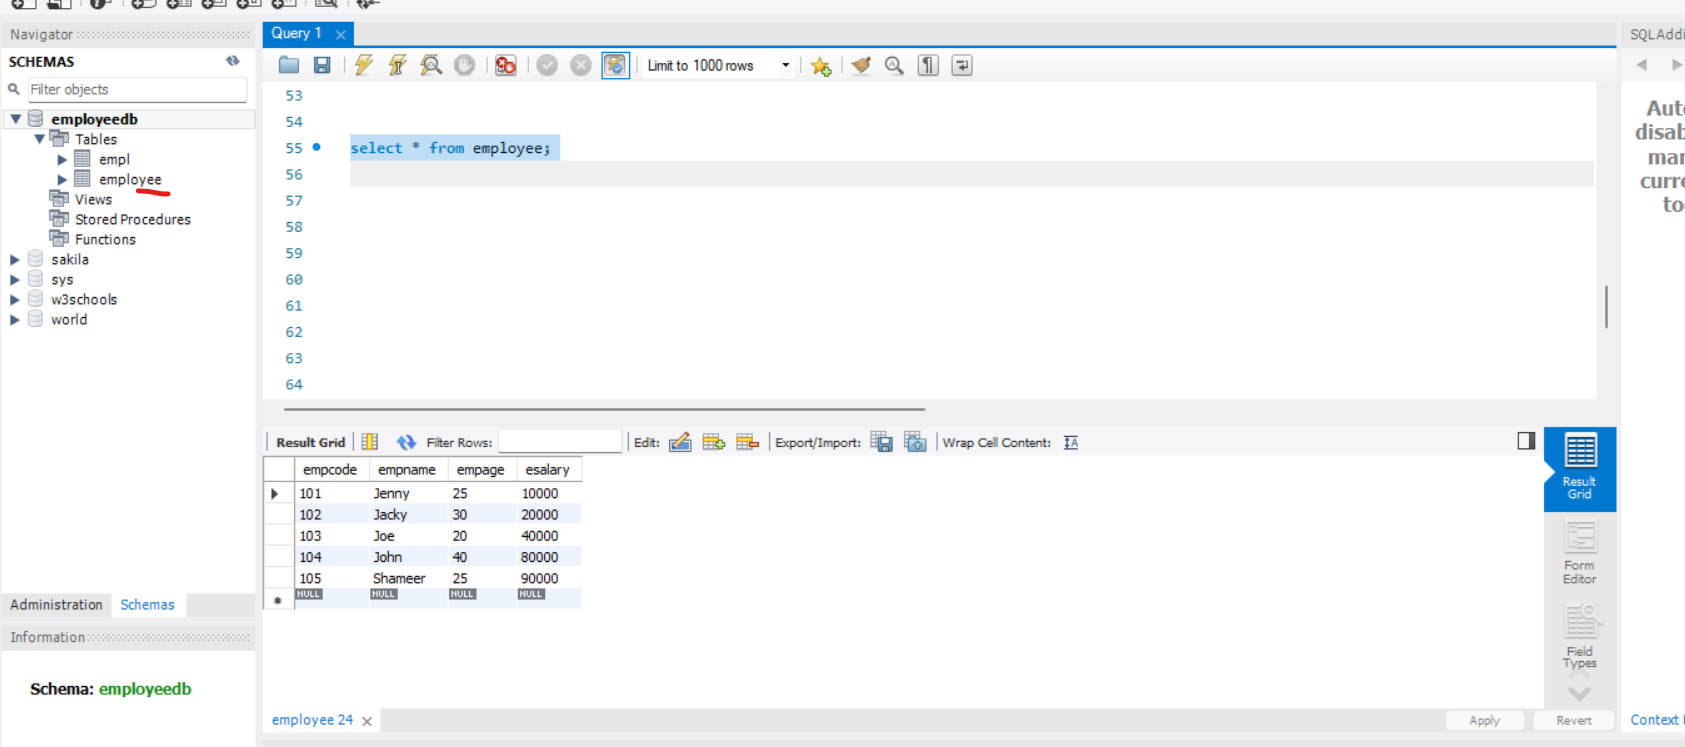 Navigator
Query 1
SCHEMAS
Limit to 1000 rows
Filter objects
employeedb
Tables
empl
employee
Views
Stored Procedures
Functions
sakila
sys
w3schools
world
Administration Schemas
Information
Schema: employeedb
53
54
55 select * from employee;
56
57
58
59
60
61
62
63
64
Result Grid Filter Rows: Edit: Export/Import: Wrap Cell Content:
empcode empname empage esalary
101 Jenny 25 10000
102 Jacky 30 20000
103 Joe 20 40000
104 John 40 80000
105 Shameer 25 90000
NULL NULL NULL NULL
employee 24
Apply Revert
Result
Grid
Form
Editor
Field
Types
SQLAddi
Auto
disab
man
curre
too
Context